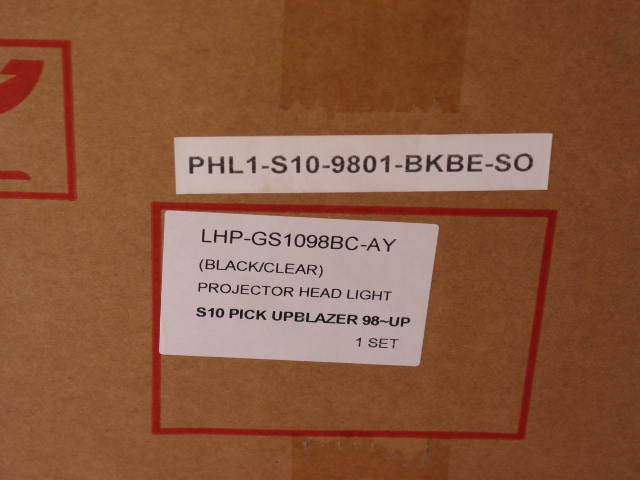 PHL1-S10-9801-BKBE-SO
LHP-GS1098BC-AY
(BLACK/CLEAR)
PROJECTOR HEAD LIGHT
S10 PICK UPBLAZER 98~UP
1 SET